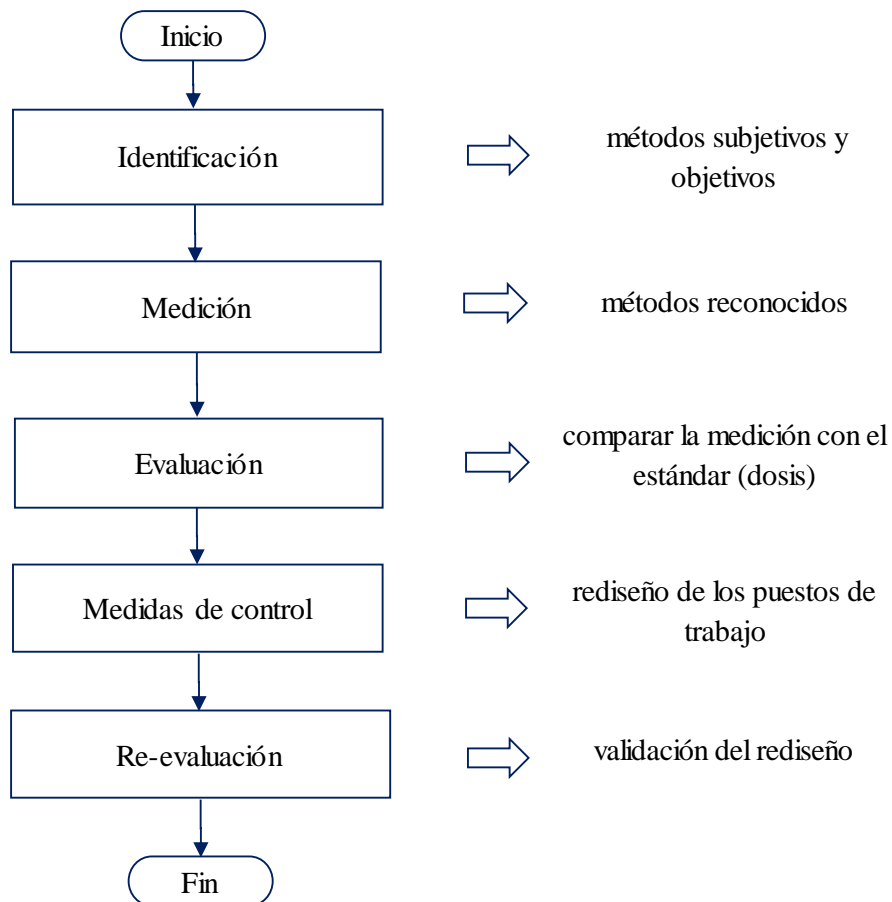 Inicio
Identificación
métodos subjetivos y
objetivos
Medición
métodos reconocidos
Evaluación
comparar la medición con el
estándar (dosis)
Medidas de control
rediseño de los puestos de
trabajo
Re-evaluación
validación del rediseño
Fin